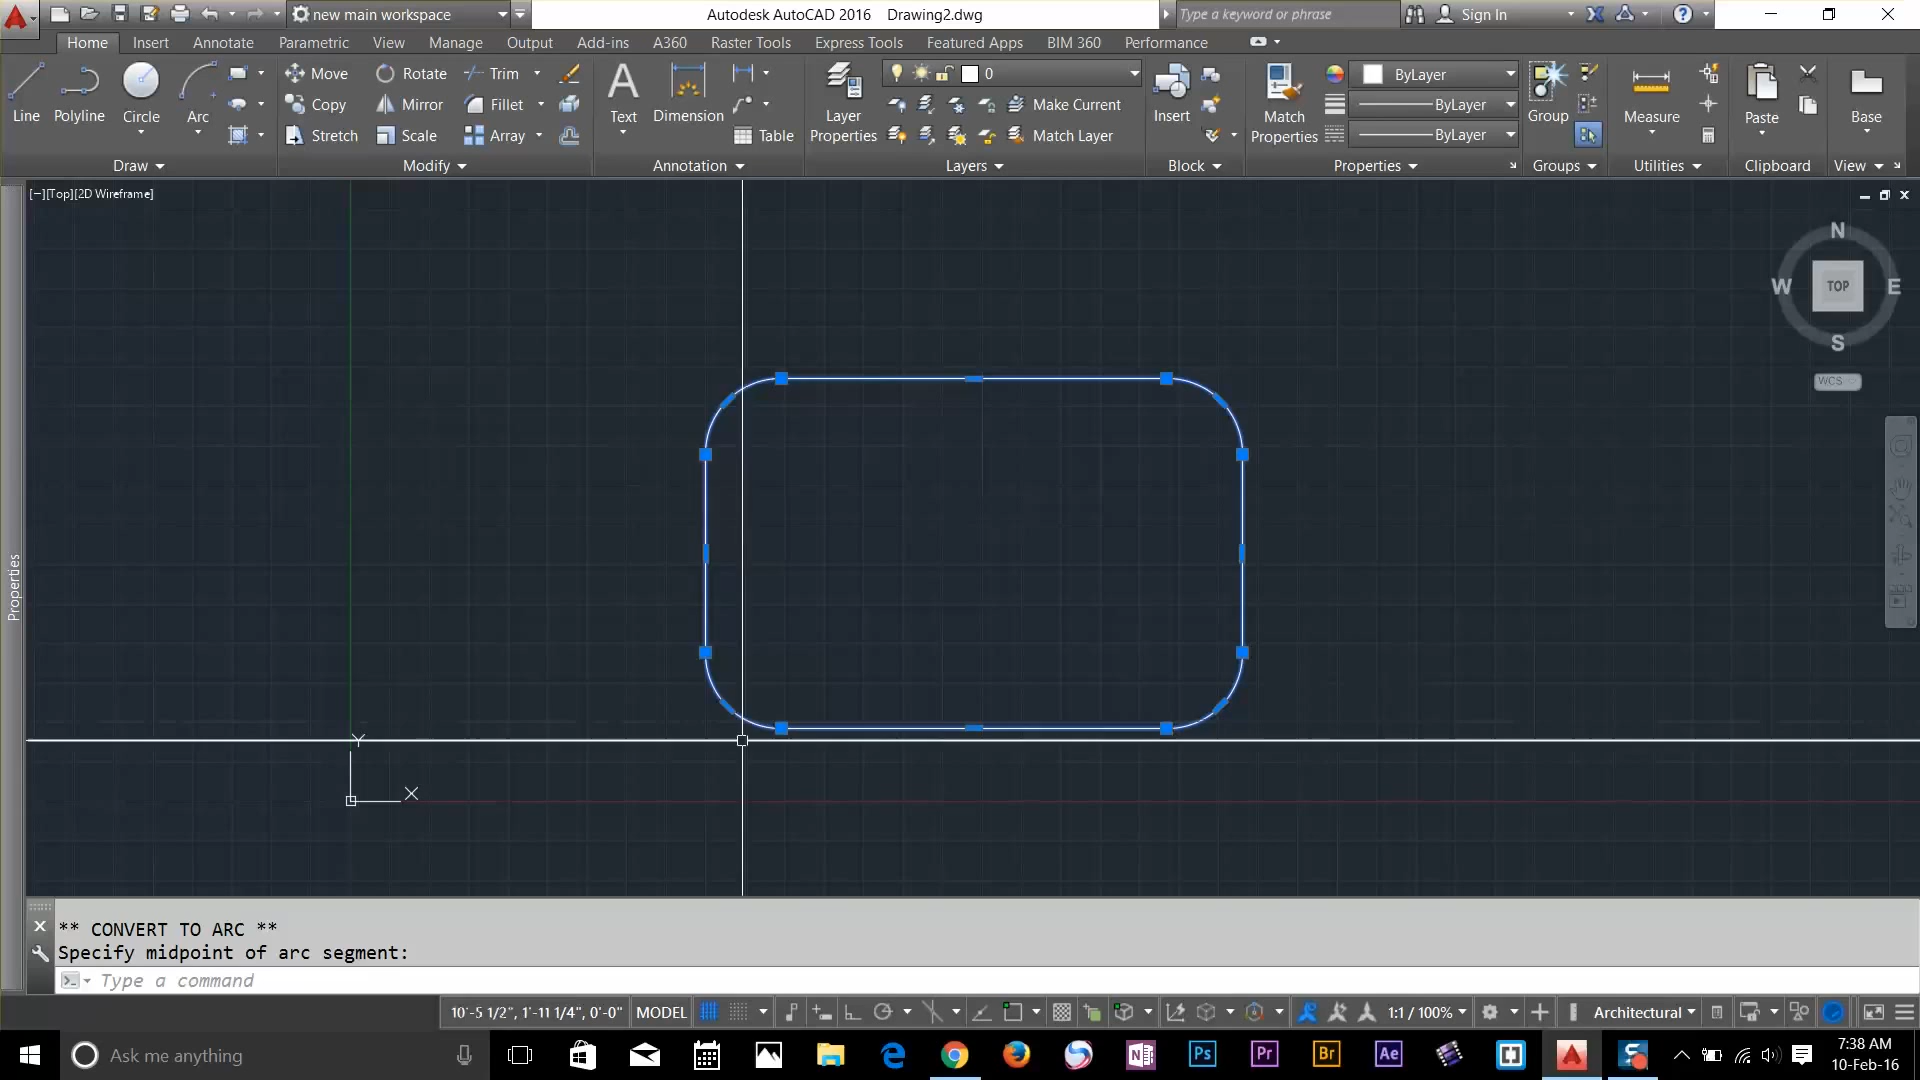 new main workspace
Autodesk AutoCAD 2016 Drawing2.dwg
Type a keyword or phrase
Sign In
Home Insert Annotate Parametric View Manage Output Add-ins A360 Raster Tools Express Tools Featured Apps BIM 360 Performance
Line Polyline Circle Arc
Move Rotate Trim
Copy Mirror Fillet
Stretch Scale Array
Text Dimension Table
Layer Properties
0
Make Current
Match Layer
Insert
Match Properties
ByLayer
ByLayer
ByLayer
Group
Measure
Paste
Base
Draw Modify Annotation Layers Block Properties Groups Utilities Clipboard View
[−][Top][2D Wireframe]
N
W TOP E
S
WCS
Properties
Y
X
** CONVERT TO ARC **
Specify midpoint of arc segment:
Type a command
10'-5 1/2", 1'-11 1/4", 0'-0" MODEL 1:1 / 100% Architectural
Ask me anything
N Ps Pr Br Ae
7:38 AM
10-Feb-16